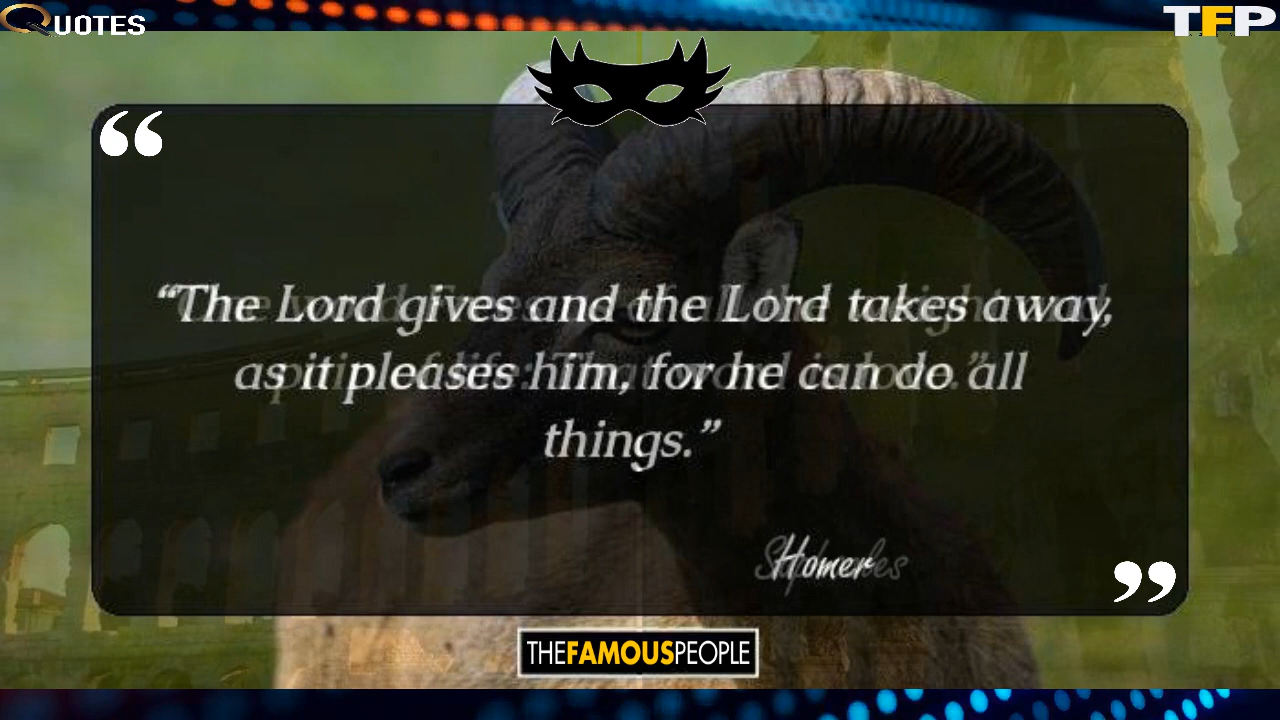 QUOTES
TFP
“The Lord gives and the Lord takes away,
as it pleases him, for he can do all
things.”
Homer
THEFAMOUSPEOPLE